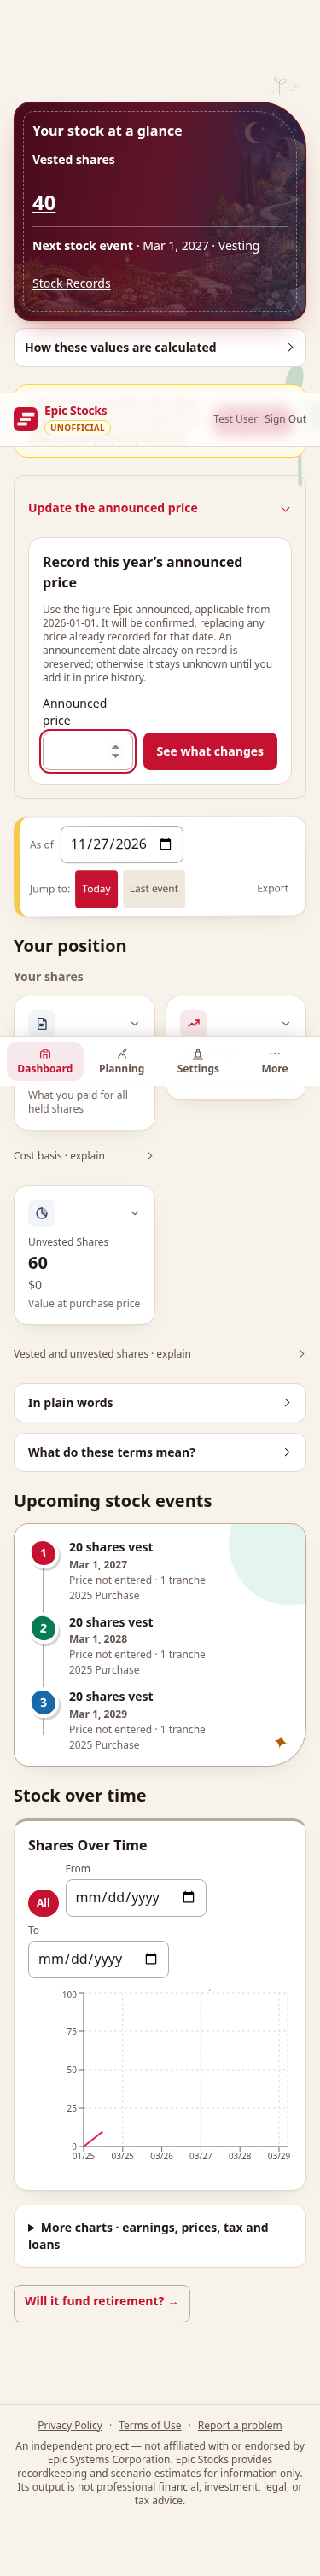 Your stock at a glance
Vested shares
40
Next stock event · Mar 1, 2027 · Vesting
Stock Records
How these values are calculated
Epic Stocks
UNOFFICIAL
Test User Sign Out
Update the announced price
Record this year's announced
price
Use the figure Epic announced, applicable from
2026-01-01. It will be confirmed, replacing any
price already recorded for that date. An
announcement date already on record is
preserved; otherwise it stays unknown until you
add it in price history.
Announced
price
See what changes
As of 11/27/2026
Jump to: Today Last event Export
Your position
Your shares
Dashboard Planning Settings More
What you paid for all
held shares
Cost basis · explain
Unvested Shares
60
$0
Value at purchase price
Vested and unvested shares · explain
In plain words
What do these terms mean?
Upcoming stock events
1 20 shares vest
Mar 1, 2027
Price not entered · 1 tranche
2025 Purchase
2 20 shares vest
Mar 1, 2028
Price not entered · 1 tranche
2025 Purchase
3 20 shares vest
Mar 1, 2029
Price not entered · 1 tranche
2025 Purchase
Stock over time
Shares Over Time
From
All mm/dd/yyyy
To
mm/dd/yyyy
100
75
50
25
0
01/25 03/25 03/26 03/27 03/28 03/29
More charts · earnings, prices, tax and
loans
Will it fund retirement? →
Privacy Policy · Terms of Use · Report a problem
An independent project — not affiliated with or endorsed by
Epic Systems Corporation. Epic Stocks provides
recordkeeping and scenario estimates for information only.
Its output is not professional financial, investment, legal, or
tax advice.